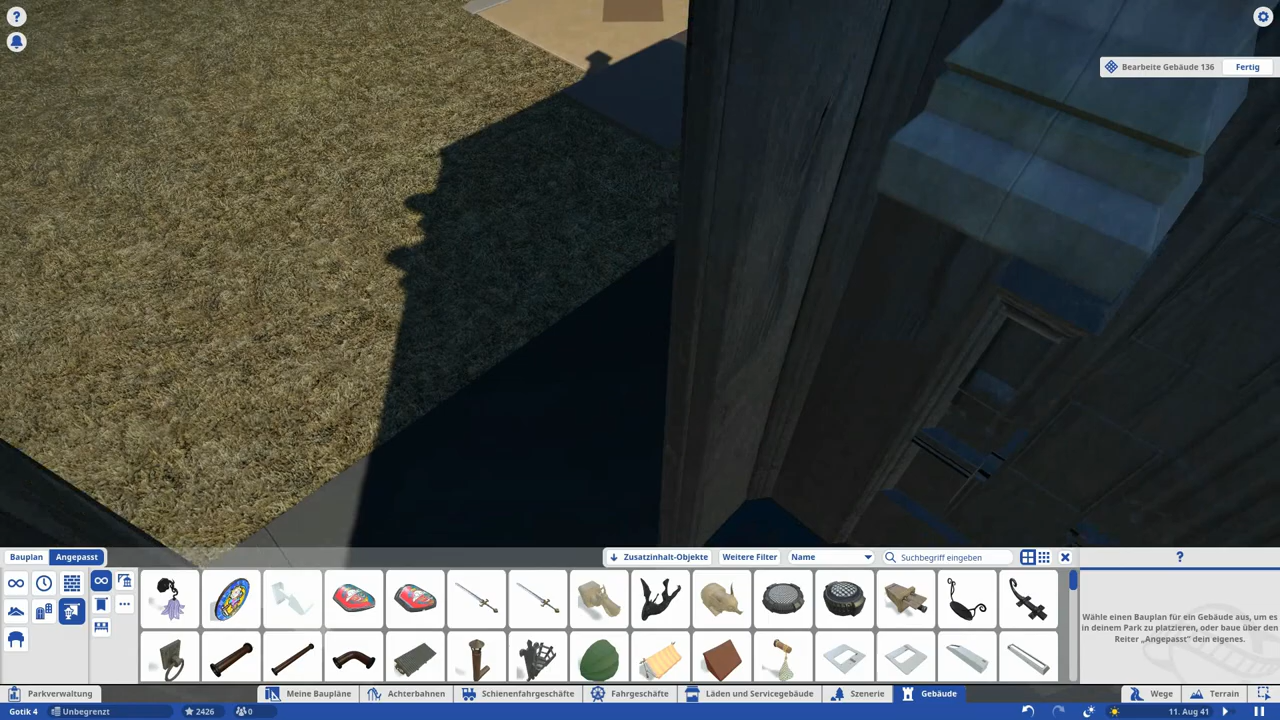 ?
Bearbeite Gebäude 136
Fertig
Bauplan
Angepasst
Zusatzinhalt-Objekte
Weitere Filter
Name
Suchbegriff eingeben
?
Wähle einen Bauplan für ein Gebäude aus, um es
in deinem Park zu platzieren, oder baue über den
Reiter „Angepasst“ dein eigenes.
Parkverwaltung
Meine Baupläne
Achterbahnen
Schienenfahrgeschäfte
Fahrgeschäfte
Läden und Servicegebäude
Szenerie
Gebäude
Wege
Terrain
Gotik 4
Unbegrenzt
2426
0
11. Aug 41